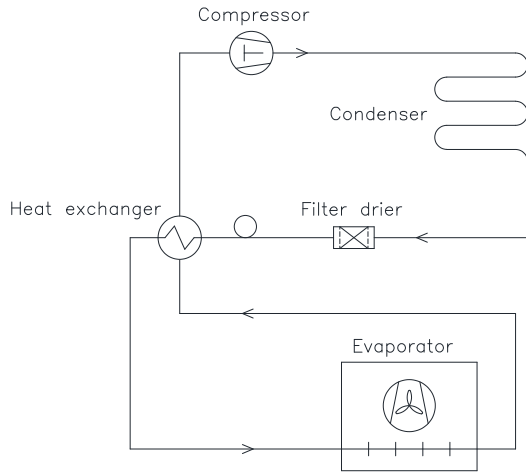 Compressor
Condenser
Heat exchanger
Filter drier
Evaporator